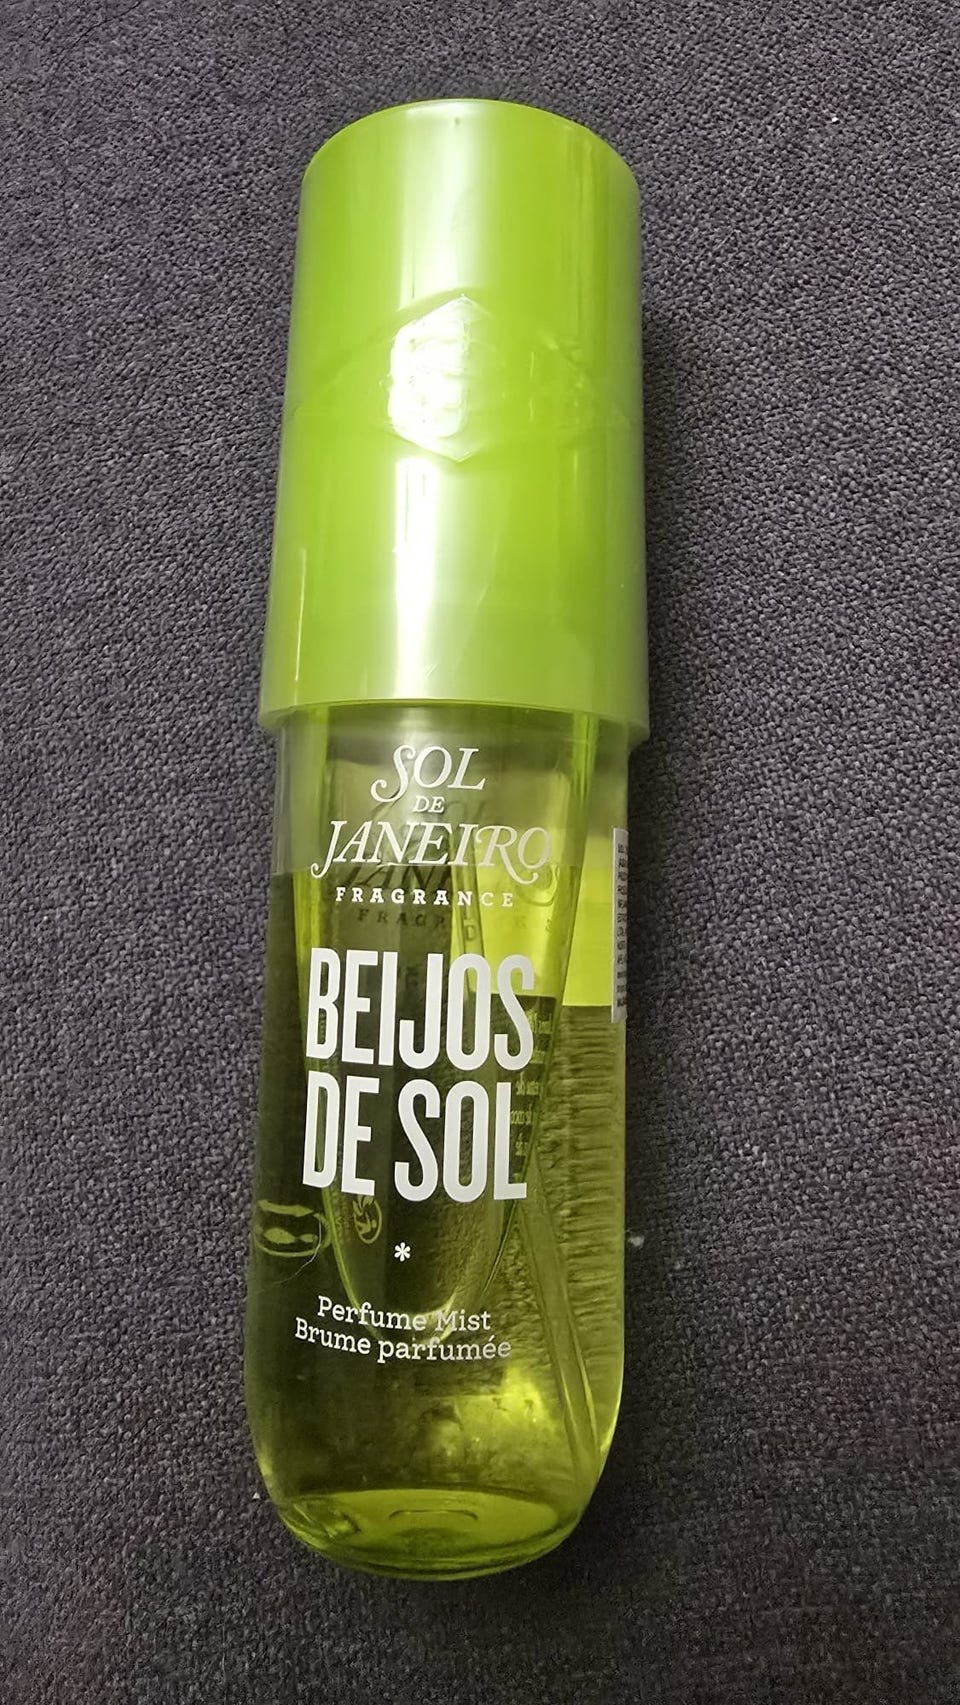 SOL
DE
JANEIRO
FRAGRANCE
BEIJOS
DE SOL
*
Perfume Mist
Brume parfumée